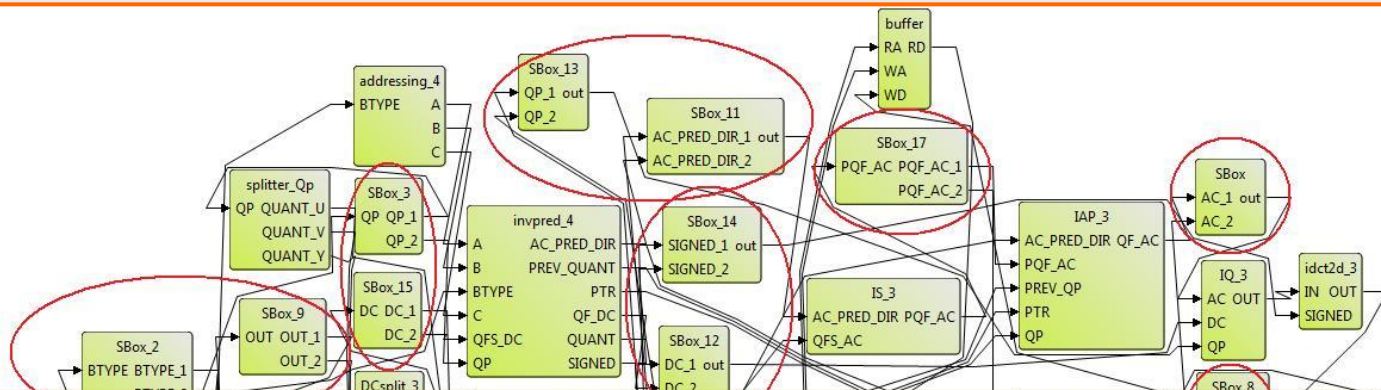 buffer
RA RD
WA
WD
SBox_13
QP_1 out
QP_2
addressing_4
BTYPE A
B
C
SBox_11
AC_PRED_DIR_1 out
AC_PRED_DIR_2
SBox_17
PQF_AC PQF_AC_1
PQF_AC_2
SBox
AC_1 out
AC_2
splitter_Qp
QP QUANT_U
QUANT_V
QUANT_Y
SBox_3
QP QP_1
QP_2
invpred_4
A AC_PRED_DIR
B PREV_QUANT
BTYPE PTR
C QF_DC
QFS_DC QUANT
QP SIGNED
SBox_14
SIGNED_1 out
SIGNED_2
IAP_3
AC_PRED_DIR QF_AC
PQF_AC
PREV_QP
PTR
QP
IQ_3
AC OUT
DC
QP
idct2d_3
IN OUT
SIGNED
SBox_15
DC DC_1
DC_2
IS_3
AC_PRED_DIR PQF_AC
QFS_AC
SBox_9
OUT OUT_1
OUT_2
SBox_2
BTYPE BTYPE_1
SBox_12
DC_1 out
DC_2
DCsplit_3
SBox_8